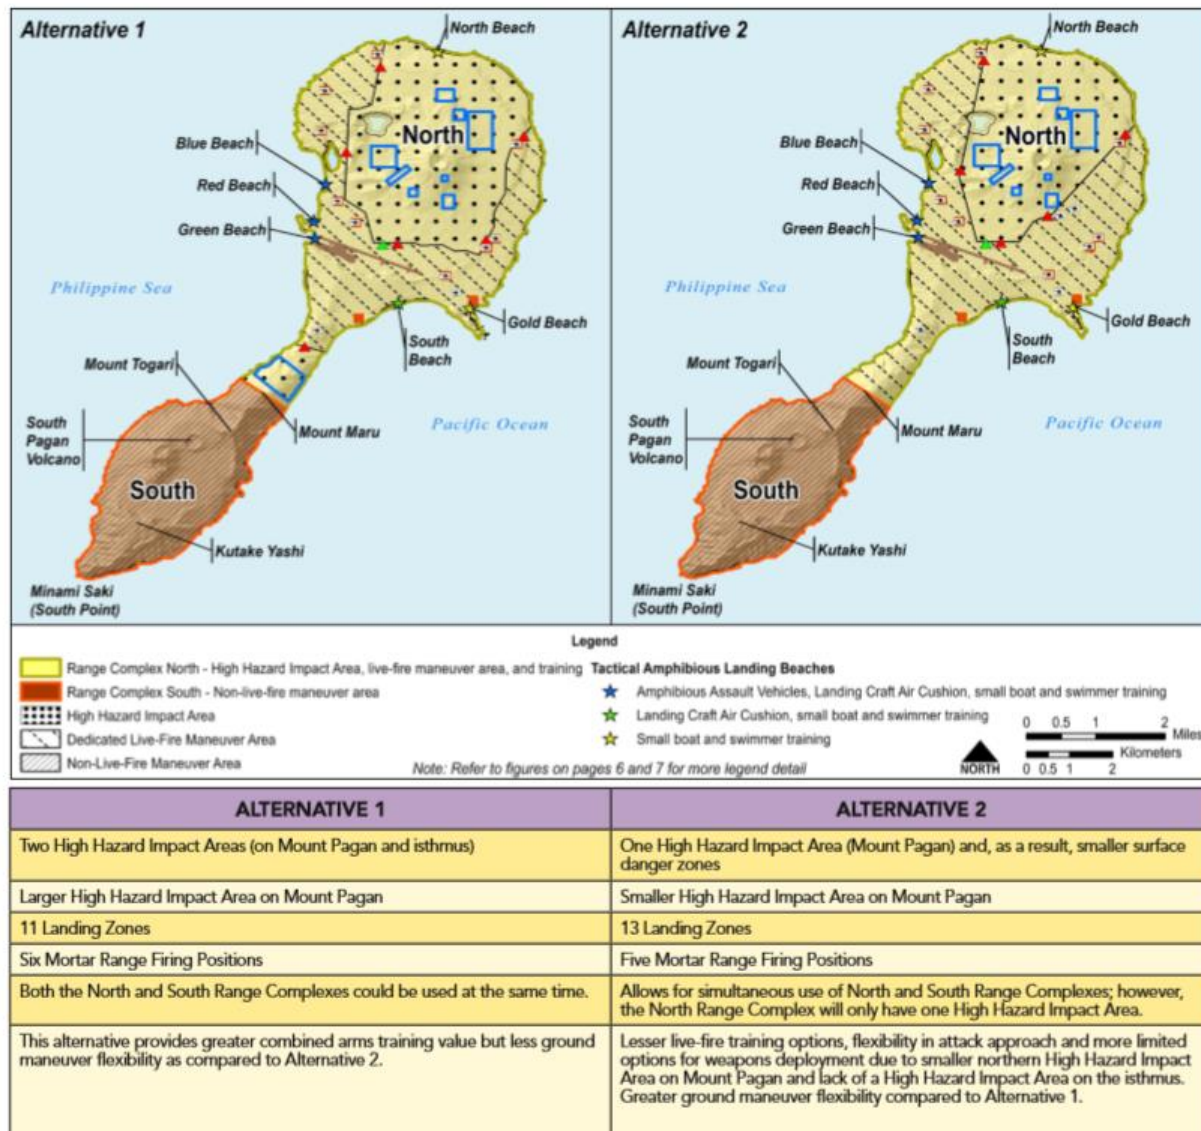 Alternative 1
North Beach
North
Blue Beach
Red Beach
Green Beach
Philippine Sea
Gold Beach
South
Beach
Mount Togari
South
Pagan
Volcano
Mount Maru
Pacific Ocean
South
Kutake Yashi
Minami Saki
(South Point)
Alternative 2
North Beach
North
Blue Beach
Red Beach
Green Beach
Philippine Sea
Gold Beach
South
Beach
Mount Togari
South
Pagan
Volcano
Mount Maru
Pacific Ocean
South
Kutake Yashi
Minami Saki
(South Point)
Legend
Range Complex North - High Hazard Impact Area, live-fire maneuver area, and training
Range Complex South - Non-live-fire maneuver area
High Hazard Impact Area
Dedicated Live-Fire Maneuver Area
Non-Live-Fire Maneuver Area
Tactical Amphibious Landing Beaches
Amphibious Assault Vehicles, Landing Craft Air Cushion, small boat and swimmer training
Landing Craft Air Cushion, small boat and swimmer training
Small boat and swimmer training
Note: Refer to figures on pages 6 and 7 for more legend detail
NORTH
0 0.5 1 2
Miles
Kilometers
0 0.5 1 2
ALTERNATIVE 1
ALTERNATIVE 2
Two High Hazard Impact Areas (on Mount Pagan and isthmus)
One High Hazard Impact Area (Mount Pagan) and, as a result, smaller surface
danger zones
Larger High Hazard Impact Area on Mount Pagan
Smaller High Hazard Impact Area on Mount Pagan
11 Landing Zones
13 Landing Zones
Six Mortar Range Firing Positions
Five Mortar Range Firing Positions
Both the North and South Range Complexes could be used at the same time.
Allows for simultaneous use of North and South Range Complexes; however,
the North Range Complex will only have one High Hazard Impact Area.
This alternative provides greater combined arms training value but less ground
maneuver flexibility as compared to Alternative 2.
Lesser live-fire training options, flexibility in attack approach and more limited
options for weapons deployment due to smaller northern High Hazard Impact
Area on Mount Pagan and lack of a High Hazard Impact Area on the isthmus.
Greater ground maneuver flexibility compared to Alternative 1.